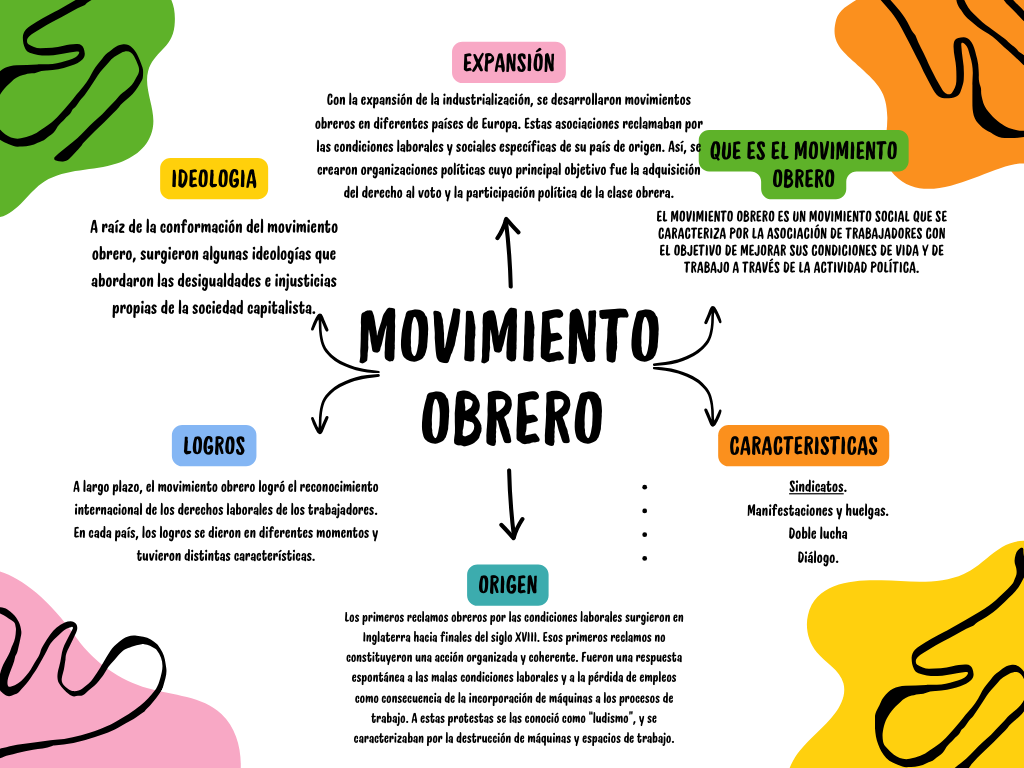 EXPANSIÓN
Con la expansión de la industrialización, se desarrollaron movimientos
obreros en diferentes países de Europa. Estas asociaciones reclamaban por
las condiciones laborales y sociales específicas de su país de origen. Así, se
crearon organizaciones políticas cuyo principal objetivo fue la adquisición
del derecho al voto y la participación política de la clase obrera.
QUE ES EL MOVIMIENTO
OBRERO
EL MOVIMIENTO OBRERO ES UN MOVIMIENTO SOCIAL QUE SE
CARACTERIZA POR LA ASOCIACIÓN DE TRABAJADORES CON
EL OBJETIVO DE MEJORAR SUS CONDICIONES DE VIDA Y DE
TRABAJO A TRAVÉS DE LA ACTIVIDAD POLÍTICA.
IDEOLOGIA
A raíz de la conformación del movimiento
obrero, surgieron algunas ideologías que
abordaron las desigualdades e injusticias
propias de la sociedad capitalista.
MOVIMIENTO
OBRERO
LOGROS
A largo plazo, el movimiento obrero logró el reconocimiento
internacional de los derechos laborales de los trabajadores.
En cada país, los logros se dieron en diferentes momentos y
tuvieron distintas características.
CARACTERISTICAS
• Sindicatos.
• Manifestaciones y huelgas.
• Doble lucha
• Diálogo.
ORIGEN
Los primeros reclamos obreros por las condiciones laborales surgieron en
Inglaterra hacia finales del siglo XVIII. Esos primeros reclamos no
constituyeron una acción organizada y coherente. Fueron una respuesta
espontánea a las malas condiciones laborales y a la pérdida de empleos
como consecuencia de la incorporación de máquinas a los procesos de
trabajo. A estas protestas se las conoció como "ludismo", y se
caracterizaban por la destrucción de máquinas y espacios de trabajo.